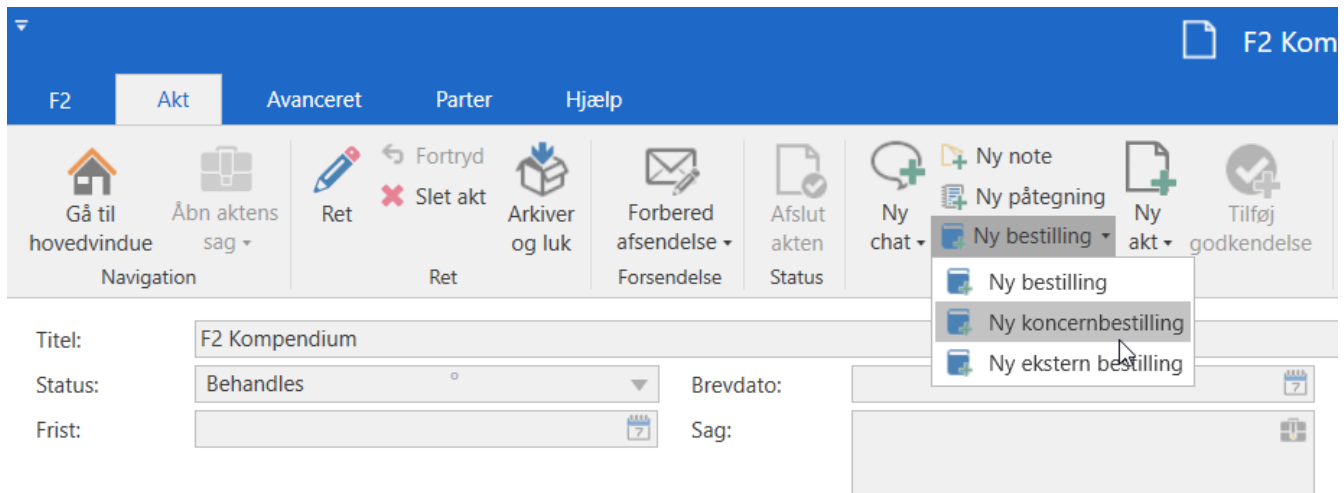 F2 Kom
F2 Akt Avanceret Parter Hjælp
Gå til hovedvindue
Åbn aktens sag
Navigation
Ret
Fortryd
Slet akt
Arkiver og luk
Ret
Forbered afsendelse
Forsendelse
Afslut akten
Status
Ny chat
Ny note
Ny påtegning
Ny bestilling
Ny akt
Tilføj godkendelse
Ny bestilling
Ny koncernbestilling
Ny ekstern bestilling
Titel: F2 Kompendium
Status: Behandles Brevdato: 7
Frist: 7 Sag: